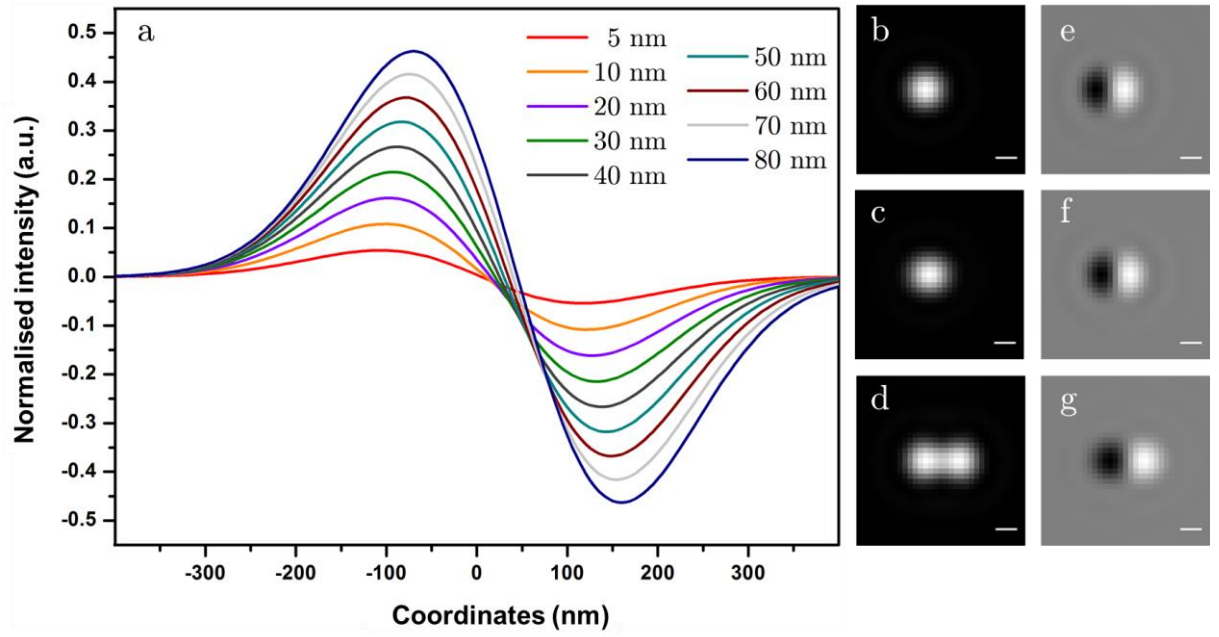 a
Normalised intensity (a.u.)
0.5
0.4
0.3
0.2
0.1
0.0
-0.1
-0.2
-0.3
-0.4
-0.5
5 nm
10 nm
20 nm
30 nm
40 nm
50 nm
60 nm
70 nm
80 nm
-300 -200 -100 0 100 200 300
Coordinates (nm)
b
e
c
f
d
g